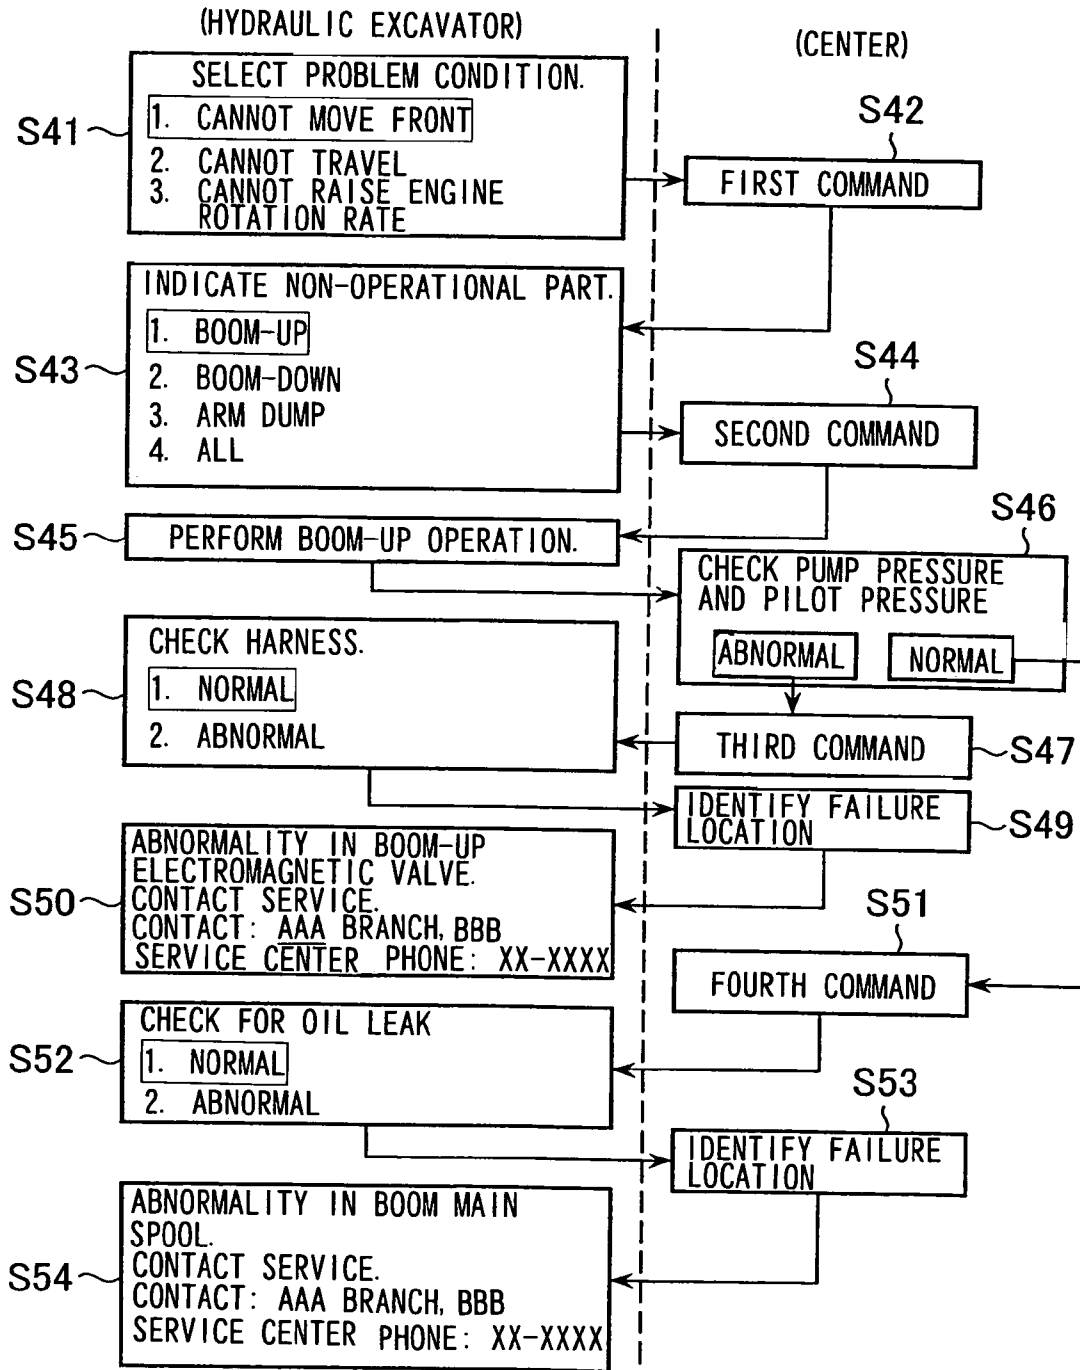 (HYDRAULIC EXCAVATOR)
(CENTER)
S41
SELECT PROBLEM CONDITION.
1. CANNOT MOVE FRONT
2. CANNOT TRAVEL
3. CANNOT RAISE ENGINE
ROTATION RATE
S42
FIRST COMMAND
S43
INDICATE NON-OPERATIONAL PART.
1. BOOM-UP
2. BOOM-DOWN
3. ARM DUMP
4. ALL
S44
SECOND COMMAND
S45
PERFORM BOOM-UP OPERATION.
S46
CHECK PUMP PRESSURE
AND PILOT PRESSURE
ABNORMAL
NORMAL
S48
CHECK HARNESS.
1. NORMAL
2. ABNORMAL
THIRD COMMAND
S47
IDENTIFY FAILURE
LOCATION
S49
S50
ABNORMALITY IN BOOM-UP
ELECTROMAGNETIC VALVE.
CONTACT SERVICE.
CONTACT: AAA BRANCH, BBB
SERVICE CENTER PHONE: XX-XXXX
S51
FOURTH COMMAND
S52
CHECK FOR OIL LEAK
1. NORMAL
2. ABNORMAL
S53
IDENTIFY FAILURE
LOCATION
S54
ABNORMALITY IN BOOM MAIN
SPOOL.
CONTACT SERVICE.
CONTACT: AAA BRANCH, BBB
SERVICE CENTER PHONE: XX-XXXX